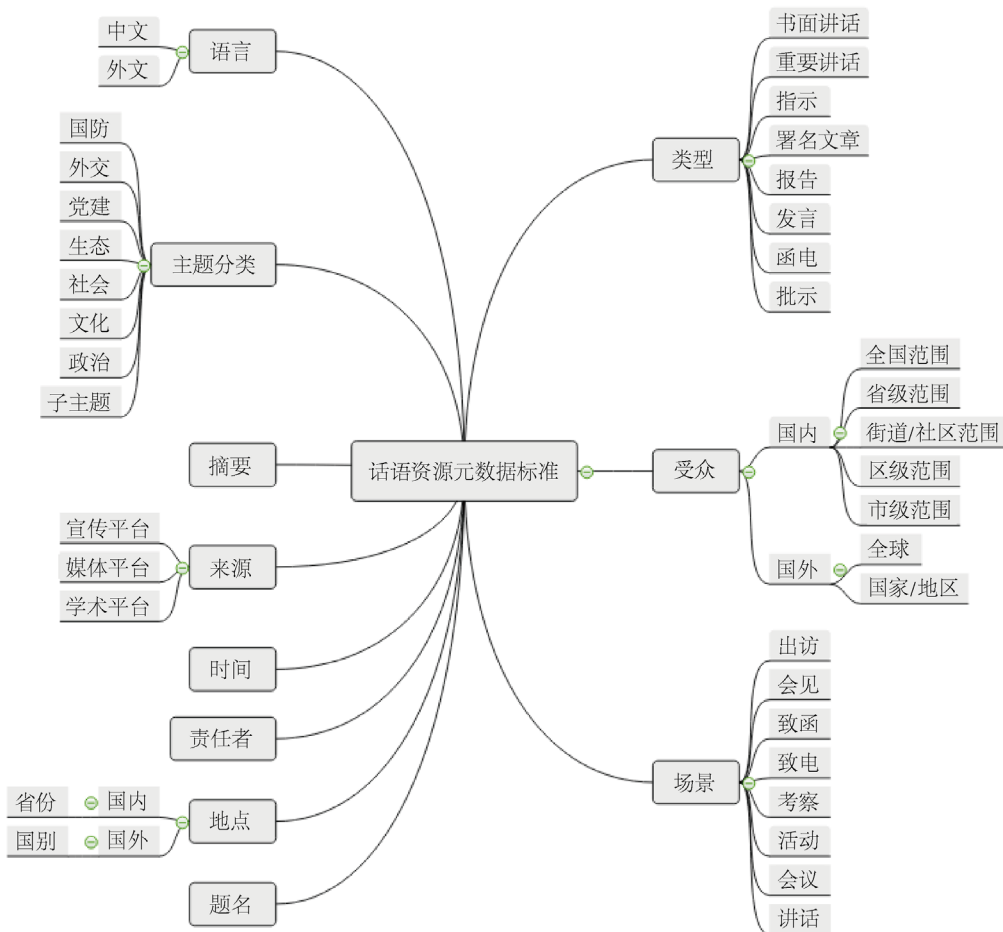 中文
外文
语言
国防
外交
党建
生态
社会
文化
政治
子主题
主题分类
摘要
宣传平台
媒体平台
学术平台
来源
时间
责任者
省份
国内
国别
国外
地点
题名
话语资源元数据标准
类型
书面讲话
重要讲话
指示
署名文章
报告
发言
函电
批示
受众
国内
全国范围
省级范围
街道/社区范围
区级范围
市级范围
国外
全球
国家/地区
场景
出访
会见
致函
致电
考察
活动
会议
讲话